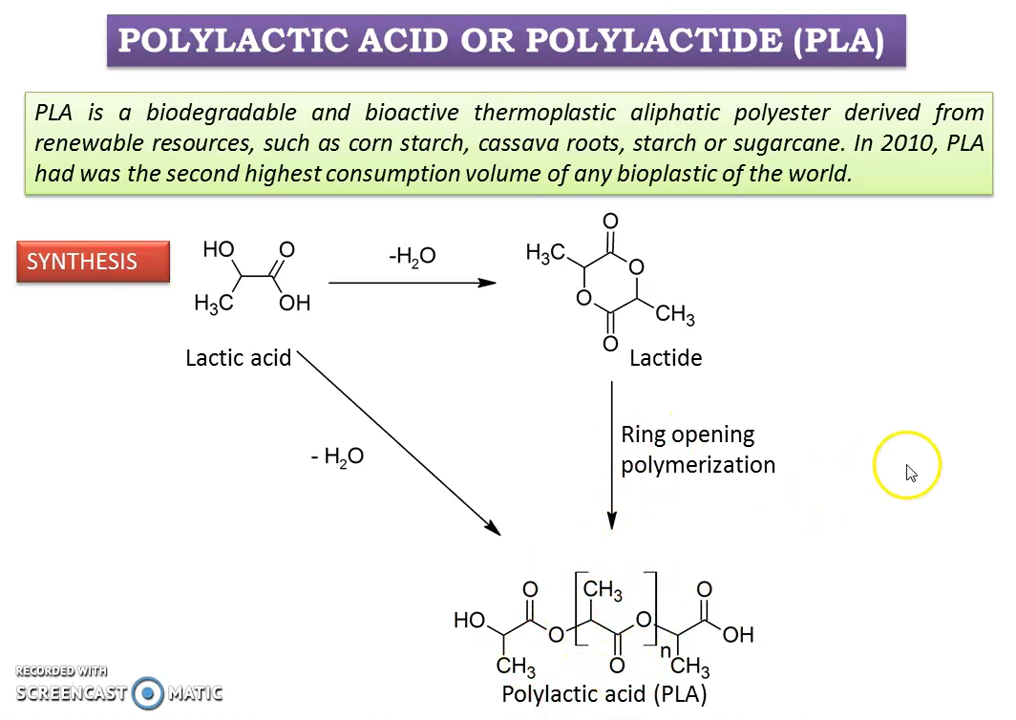 POLYLACTIC ACID OR POLYLACTIDE (PLA)
PLA is a biodegradable and bioactive thermoplastic aliphatic polyester derived from
renewable resources, such as corn starch, cassava roots, starch or sugarcane. In 2010, PLA
had was the second highest consumption volume of any bioplastic of the world.
SYNTHESIS
HO O
H₃C OH
-H₂O
O
H₃C
O
O
CH₃
O
Lactic acid
Lactide
- H₂O
Ring opening
polymerization
O CH₃ O
HO O O OH
CH₃ O n CH₃
Polylactic acid (PLA)
RECORDED WITH
SCREENCAST MATIC